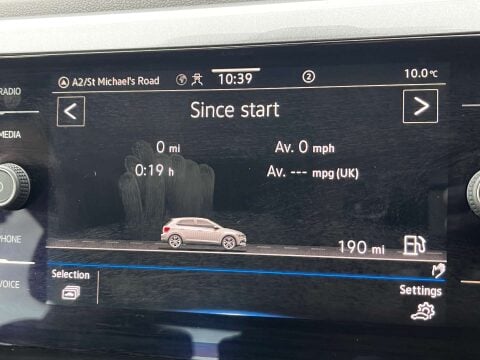 RADIO
A2/St Michael's Road
10:39
2
10.0°C
Since start
MEDIA
0 mi
Av. 0 mph
0:19 h
Av. --- mpg (UK)
PHONE
190 mi
VOICE
Selection
Settings